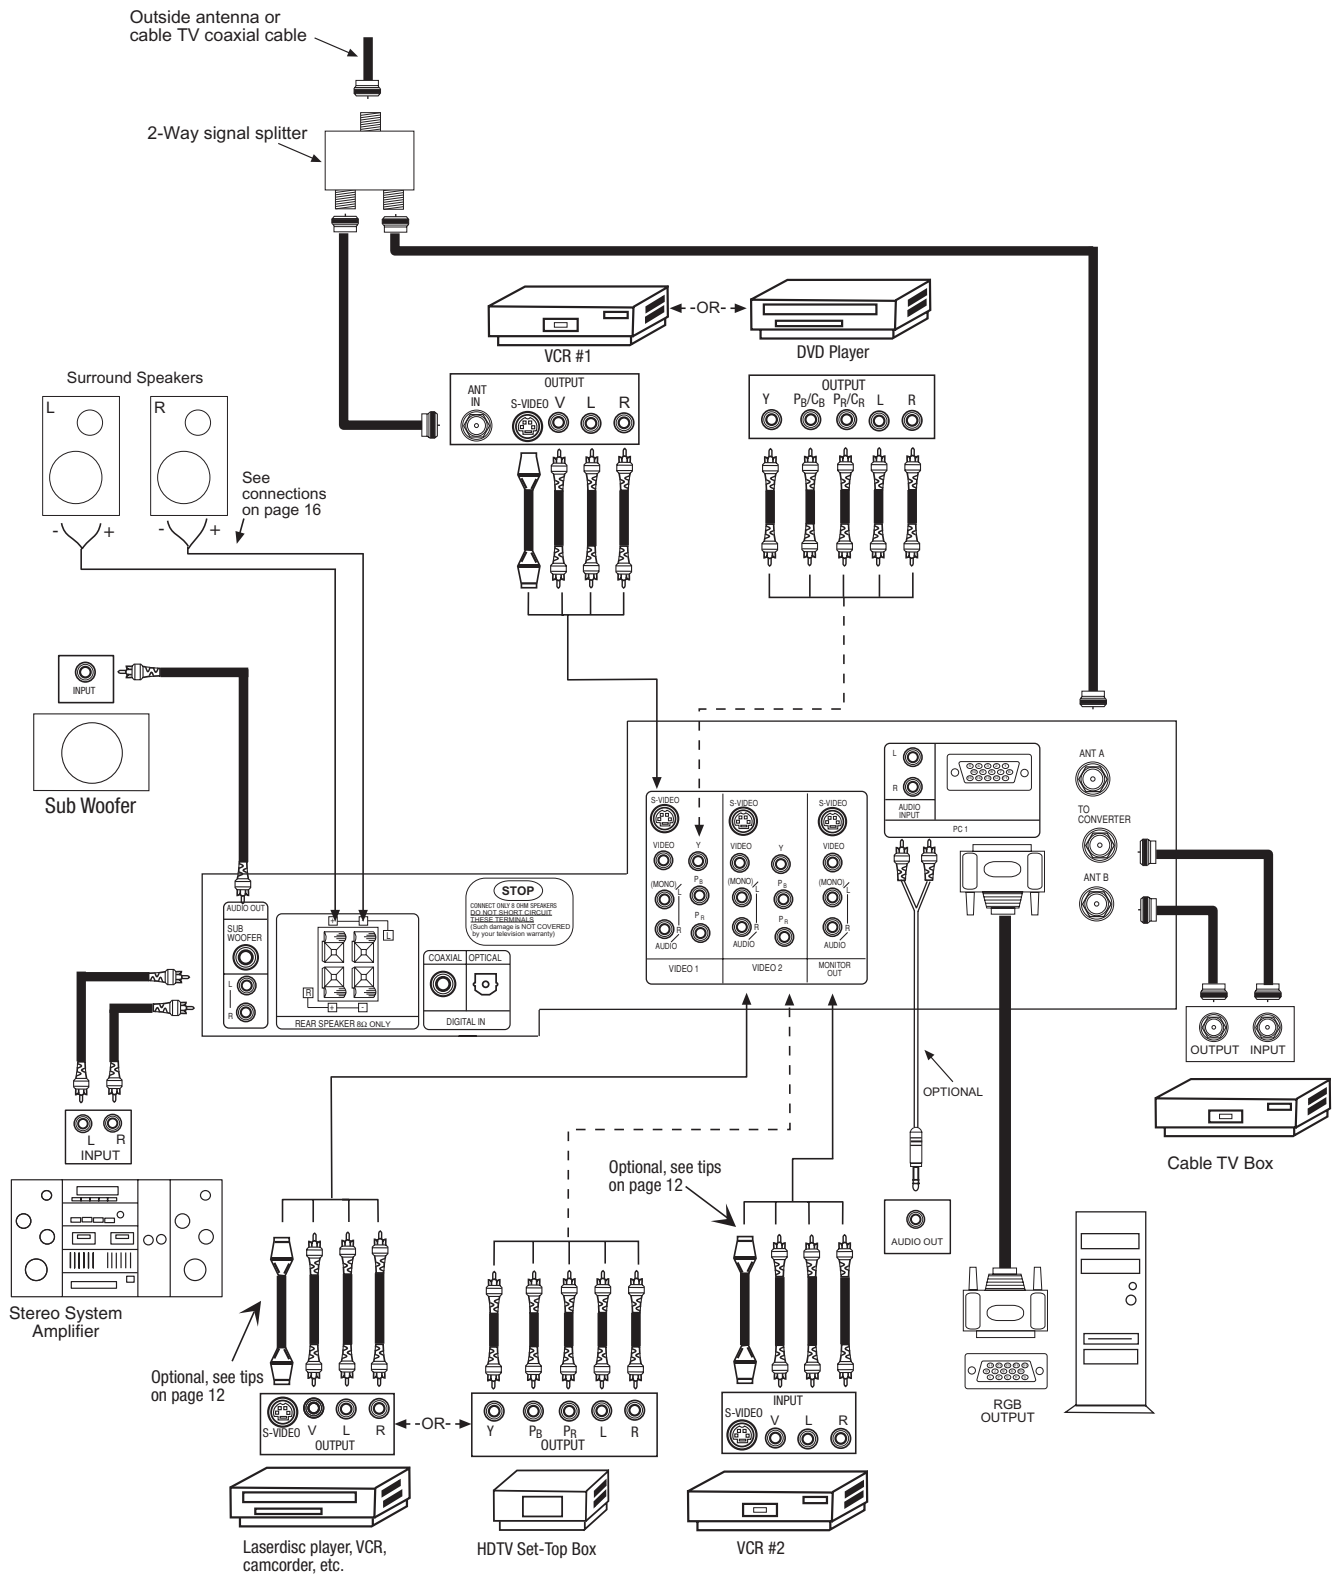 Outside antenna or
cable TV coaxial cable
2-Way signal splitter
-OR-
VCR #1
DVD Player
OUTPUT
ANT
IN
S-VIDEO V L R
OUTPUT
Y PB/CB PR/CR L R
Surround Speakers
L R
See
connections
on page 16
- + - +
INPUT
Sub Woofer
STOP
CONNECT ONLY 8 OHM SPEAKERS
DO NOT SHORT CIRCUIT
THESE TERMINALS
(Such damage is NOT COVERED
by your television warranty)
AUDIO OUT
SUB
WOOFER
L
R
+ -
L
R
+ -
REAR SPEAKER 8Ω ONLY
COAXIAL OPTICAL
DIGITAL IN
S-VIDEO
VIDEO Y
(MONO) L PB
PR
R
AUDIO
VIDEO 1
S-VIDEO
VIDEO Y
(MONO) L PB
PR
R
AUDIO
VIDEO 2
S-VIDEO
VIDEO
(MONO) L
R
AUDIO
MONITOR
OUT
L
R
AUDIO
INPUT
PC 1
ANT A
TO
CONVERTER
ANT B
OUTPUT INPUT
Cable TV Box
OPTIONAL
AUDIO OUT
RGB
OUTPUT
L R
INPUT
Stereo System
Amplifier
Optional, see tips
on page 12
Optional, see tips
on page 12
S-VIDEO V L R
OUTPUT
-OR-
Y PB PR L R
OUTPUT
INPUT
S-VIDEO V L R
Laserdisc player, VCR,
camcorder, etc.
HDTV Set-Top Box
VCR #2